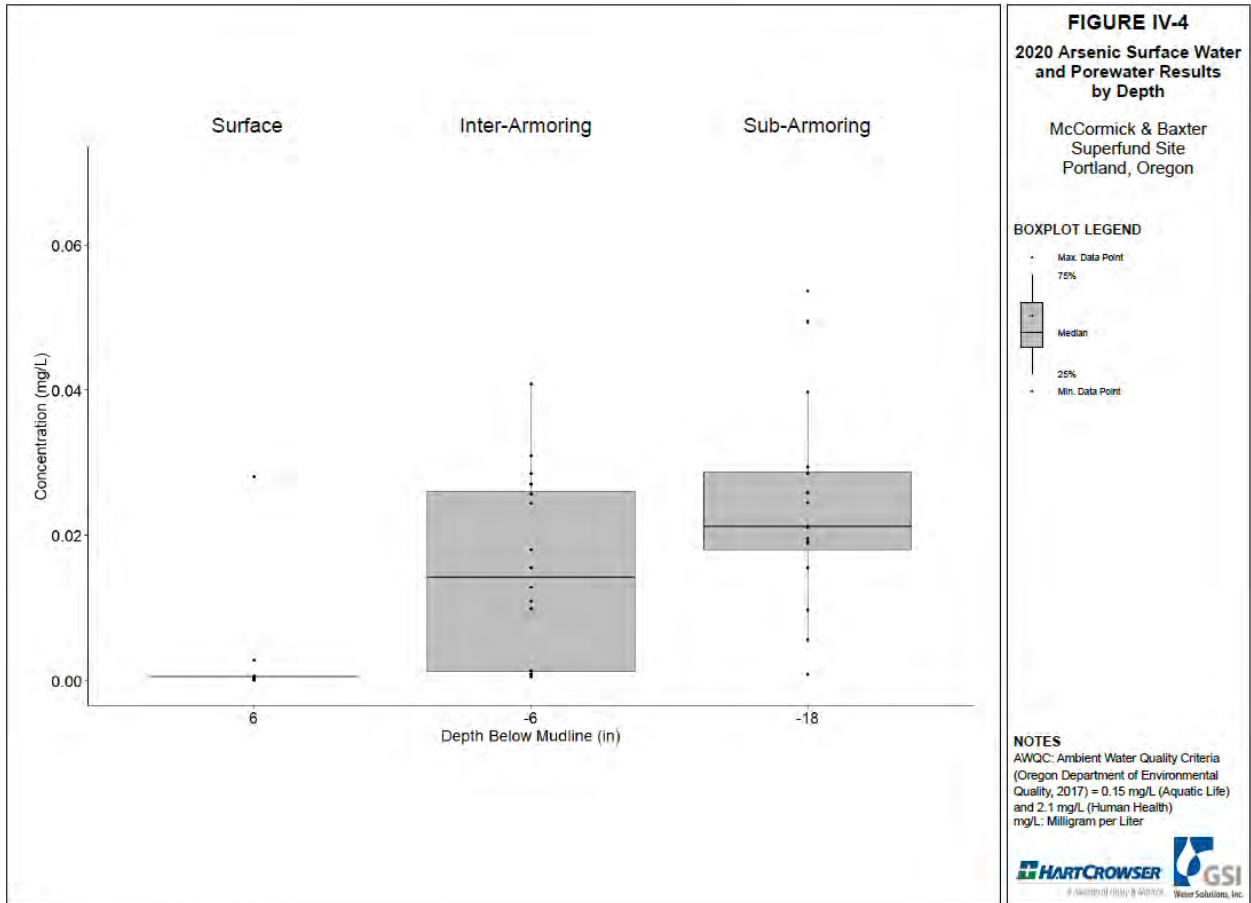 FIGURE IV-4
2020 Arsenic Surface Water
and Porewater Results
by Depth
McCormick & Baxter
Superfund Site
Portland, Oregon
BOXPLOT LEGEND
Max. Data Point
75%
Median
25%
Min. Data Point
NOTES
AWQC: Ambient Water Quality Criteria
(Oregon Department of Environmental
Quality, 2017) = 0.15 mg/L (Aquatic Life)
and 2.1 mg/L (Human Health)
mg/L: Milligram per Liter
HARTCROWSER
GSI
Water Solutions, Inc.
Surface
Inter-Armoring
Sub-Armoring
Concentration (mg/L)
0.06
0.04
0.02
0.00
6
-6
-18
Depth Below Mudline (in)